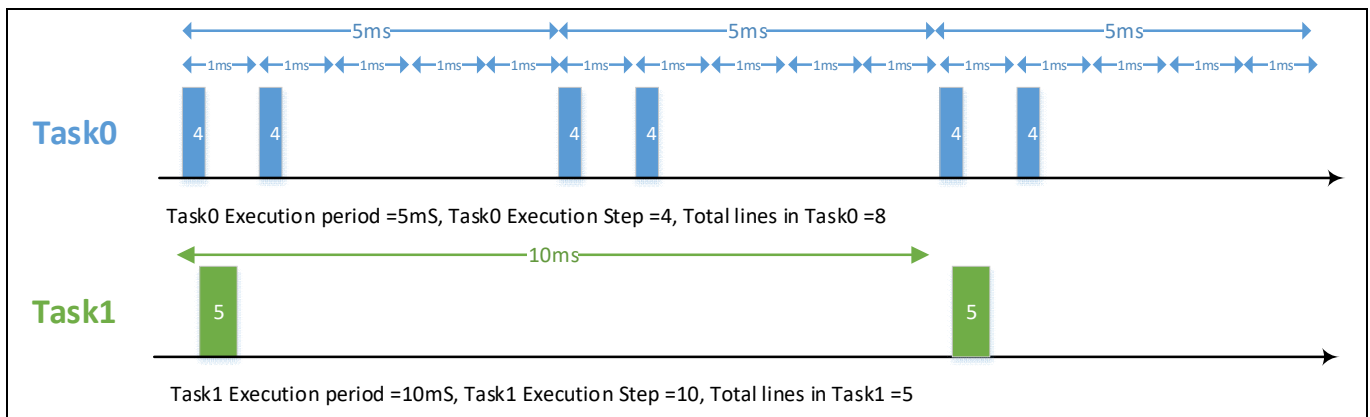 5ms 5ms 5ms
1ms 1ms 1ms 1ms 1ms 1ms 1ms 1ms 1ms 1ms 1ms 1ms 1ms 1ms 1ms
Task0 4 4 4 4 4 4
Task0 Execution period =5mS, Task0 Execution Step =4, Total lines in Task0 =8
10ms
Task1 5 5
Task1 Execution period =10mS, Task1 Execution Step =10, Total lines in Task1 =5